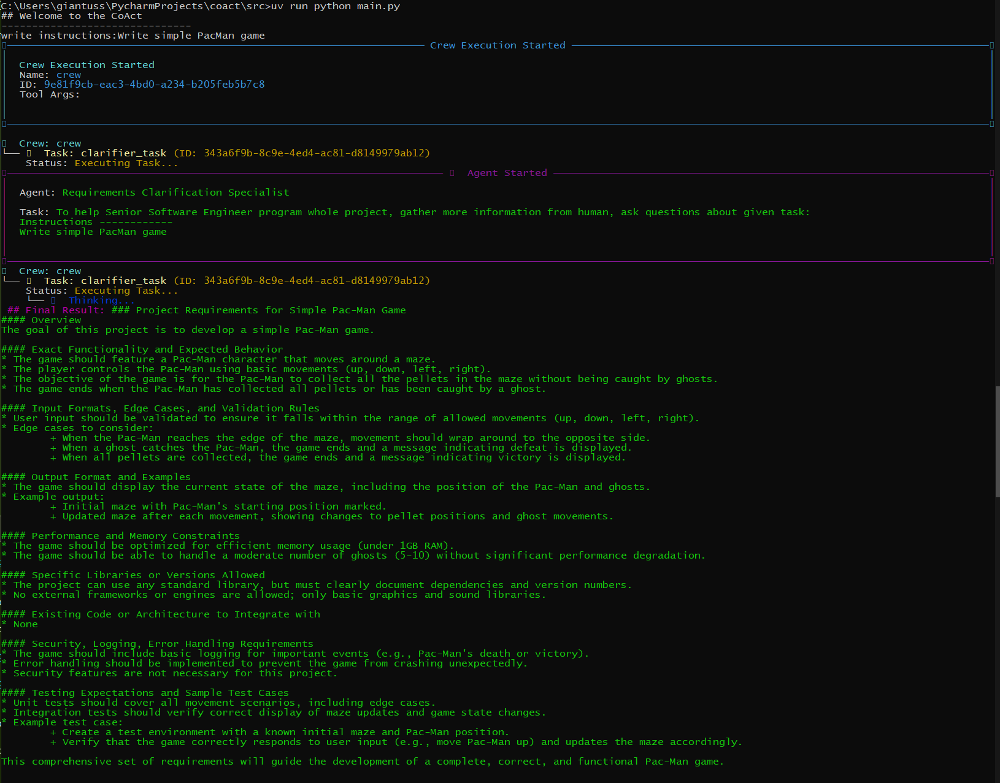 C:\Users\giantuss\PycharmProjects\coact\src>uv run python main.py
## Welcome to the CoAct
-------------------------------
write instructions:Write simple PacMan game
Crew Execution Started
Crew Execution Started
Name: crew
ID: 9e81f9cb-eac3-4bd0-a234-b205feb5b7c8
Tool Args:
Crew: crew
Task: clarifier_task (ID: 343a6f9b-8c9e-4ed4-ac81-d8149979ab12)
Status: Executing Task...
Agent Started
Agent: Requirements Clarification Specialist
Task: To help Senior Software Engineer program whole project, gather more information from human, ask questions about given task:
Instructions ------------
Write simple PacMan game
Crew: crew
Task: clarifier_task (ID: 343a6f9b-8c9e-4ed4-ac81-d8149979ab12)
Status: Executing Task...
Thinking...
## Final Result: ### Project Requirements for Simple Pac-Man Game
#### Overview
The goal of this project is to develop a simple Pac-Man game.
#### Exact Functionality and Expected Behavior
* The game should feature a Pac-Man character that moves around a maze.
* The player controls the Pac-Man using basic movements (up, down, left, right).
* The objective of the game is for the Pac-Man to collect all the pellets in the maze without being caught by ghosts.
* The game ends when the Pac-Man has collected all pellets or has been caught by a ghost.
#### Input Formats, Edge Cases, and Validation Rules
* User input should be validated to ensure it falls within the range of allowed movements (up, down, left, right).
* Edge cases to consider:
+ When the Pac-Man reaches the edge of the maze, movement should wrap around to the opposite side.
+ When a ghost catches the Pac-Man, the game ends and a message indicating defeat is displayed.
+ When all pellets are collected, the game ends and a message indicating victory is displayed.
#### Output Format and Examples
* The game should display the current state of the maze, including the position of the Pac-Man and ghosts.
* Example output:
+ Initial maze with Pac-Man's starting position marked.
+ Updated maze after each movement, showing changes to pellet positions and ghost movements.
#### Performance and Memory Constraints
* The game should be optimized for efficient memory usage (under 1GB RAM).
* The game should be able to handle a moderate number of ghosts (5-10) without significant performance degradation.
#### Specific Libraries or Versions Allowed
* The project can use any standard library, but must clearly document dependencies and version numbers.
* No external frameworks or engines are allowed; only basic graphics and sound libraries.
#### Existing Code or Architecture to Integrate with
* None
#### Security, Logging, Error Handling Requirements
* The game should include basic logging for important events (e.g., Pac-Man's death or victory).
* Error handling should be implemented to prevent the game from crashing unexpectedly.
* Security features are not necessary for this project.
#### Testing Expectations and Sample Test Cases
* Unit tests should cover all movement scenarios, including edge cases.
* Integration tests should verify correct display of maze updates and game state changes.
* Example test case:
+ Create a test environment with a known initial maze and Pac-Man position.
+ Verify that the game correctly responds to user input (e.g., move Pac-Man up) and updates the maze accordingly.
This comprehensive set of requirements will guide the development of a complete, correct, and functional Pac-Man game.